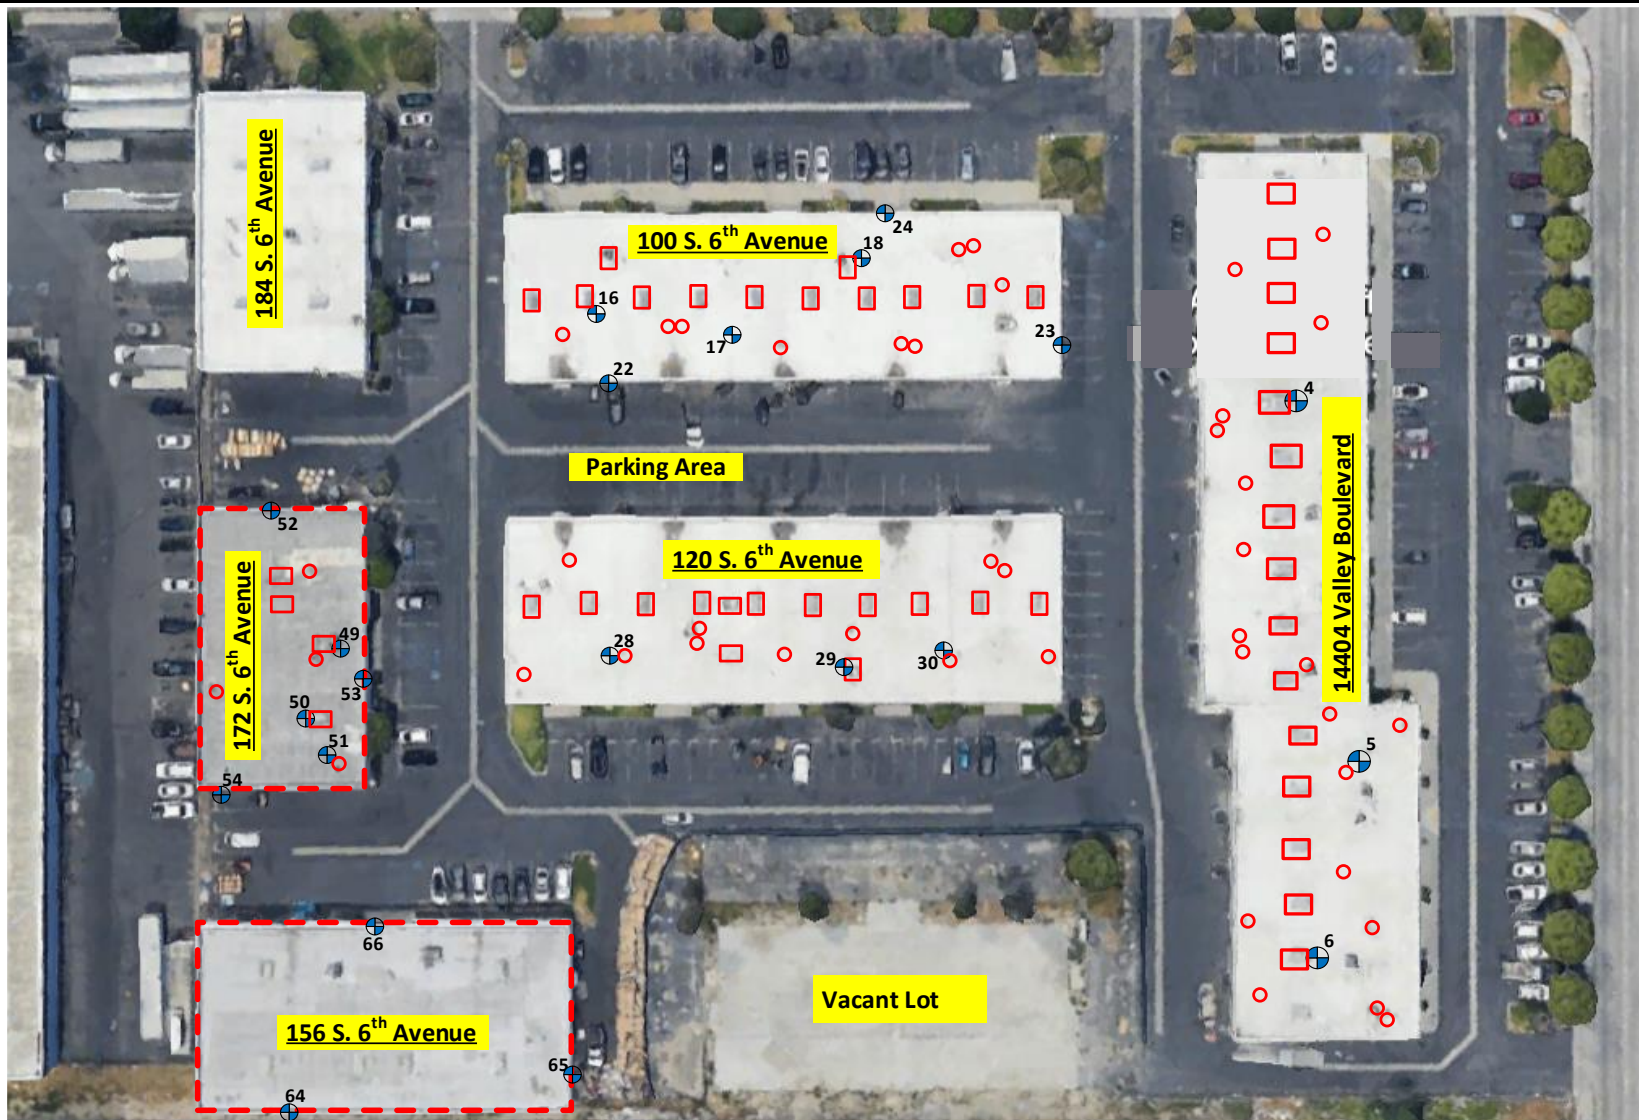 184 S. 6th Avenue
100 S. 6th Avenue
24
18
16
17
23
22
4
14404 Valley Boulevard
Parking Area
52
172 S. 6th Avenue
49
53
50
51
54
120 S. 6th Avenue
28
29
30
5
6
66
156 S. 6th Avenue
65
64
Vacant Lot